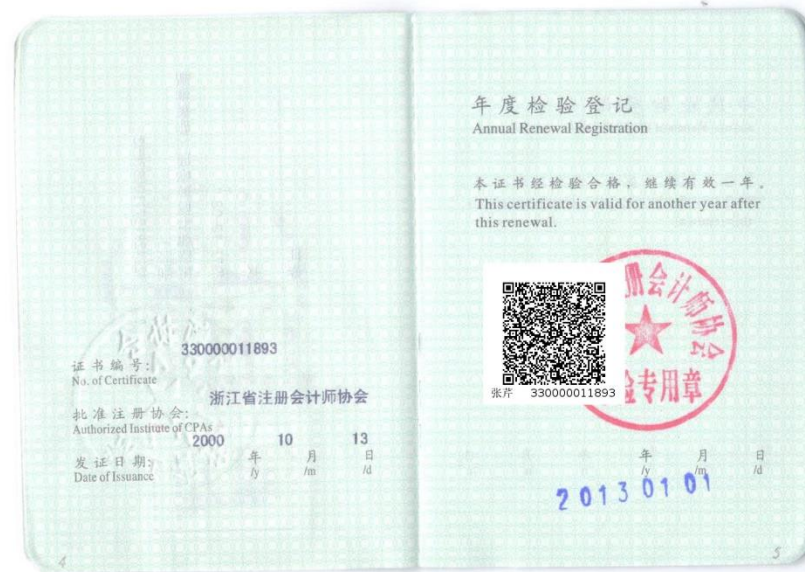 330000011893
证书编号:
No. of Certificate
浙江省注册会计师协会
批准注册协会:
Authorized Institute of CPAs
2000 10 13
发证日期: 年 月 日
Date of Issuance /y /m /d
4
年度检验登记
Annual Renewal Registration
本证书经检验合格，继续有效一年。
This certificate is valid for another year after
this renewal.
册会计师协会
验专用章
张芹 330000011893
年 月 日
/y /m /d
2013 01 01
5